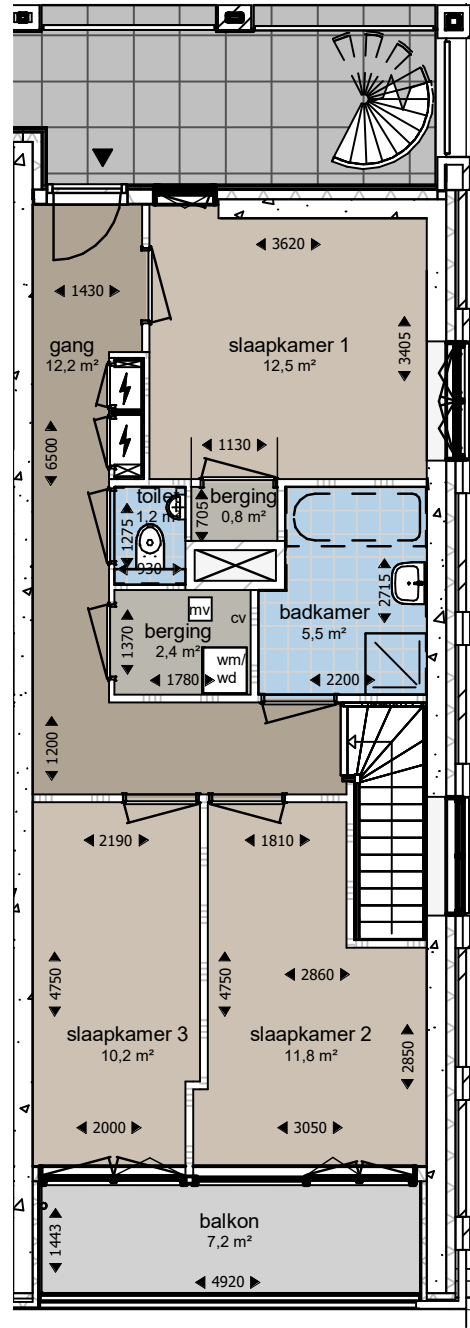 3620
1430
gang
12,2 m²
slaapkamer 1
12,5 m²
3405
6500
1130
toilet
1,2 m²
berging
0,8 m²
705
1275
930
2715
badkamer
5,5 m²
mv
cv
berging
2,4 m²
1370
wm/
wd
1780
2200
1200
2190
1810
4750
4750
2860
slaapkamer 3
10,2 m²
slaapkamer 2
11,8 m²
2850
2000
3050
balkon
7,2 m²
1443
4920